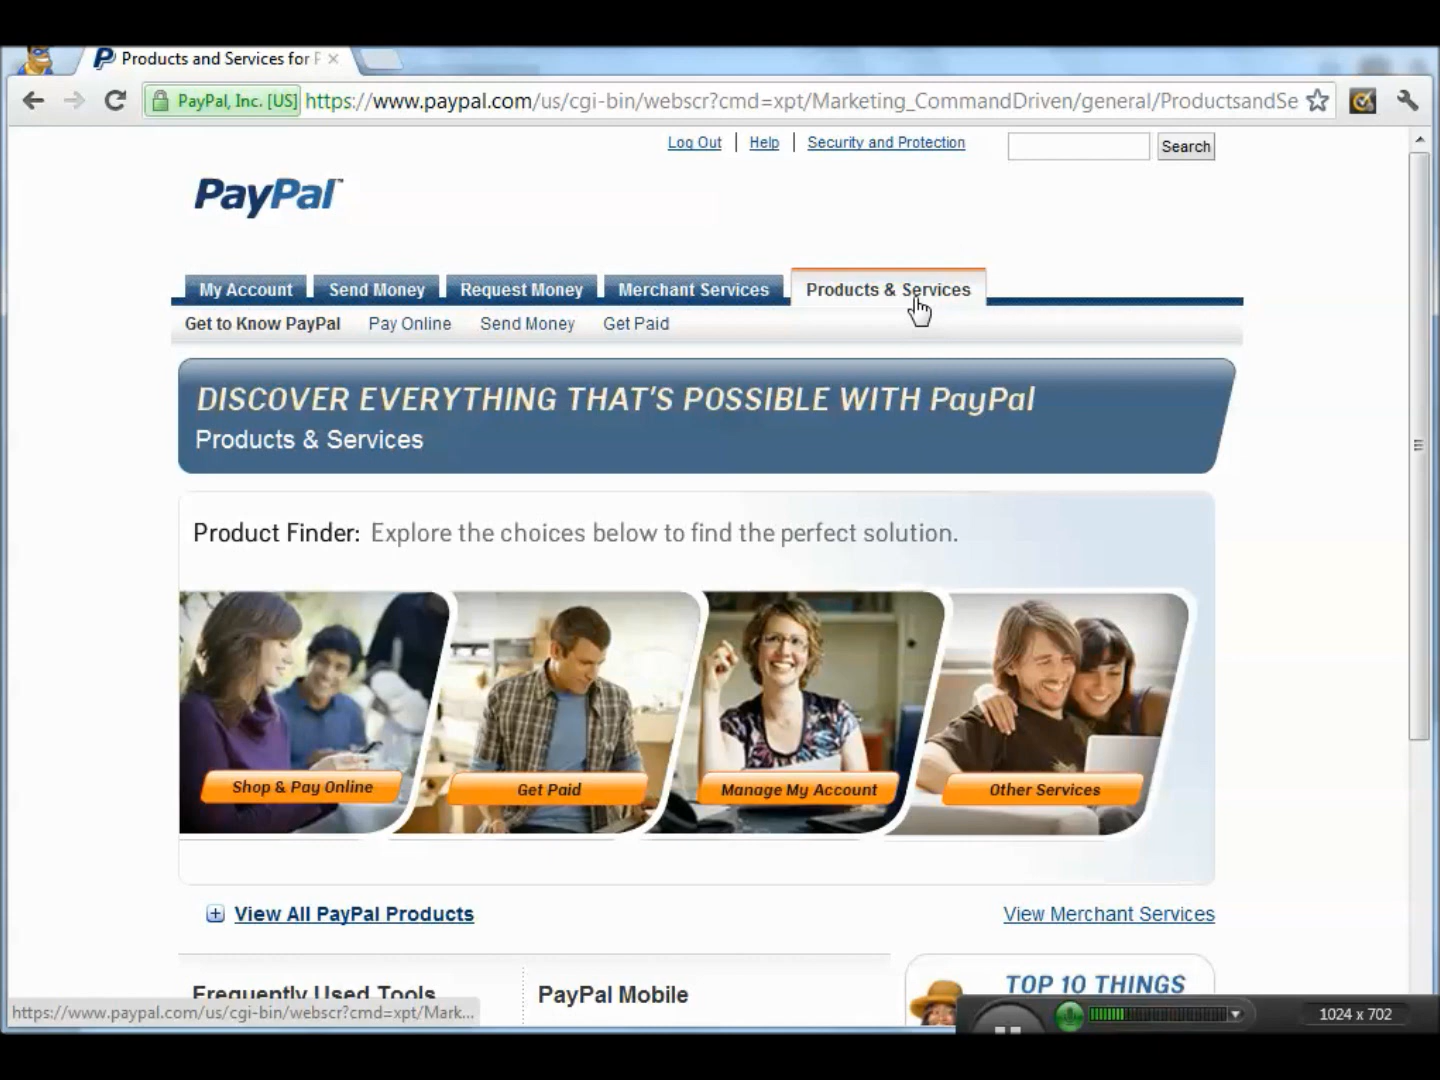 Products and Services for P
PayPal, Inc. [US] https://www.paypal.com/us/cgi-bin/webscr?cmd=xpt/Marketing_CommandDriven/general/ProductsandSe
Log Out | Help | Security and Protection
Search
PayPal™
My Account
Send Money
Request Money
Merchant Services
Products & Services
Get to Know PayPal
Pay Online
Send Money
Get Paid
DISCOVER EVERYTHING THAT'S POSSIBLE WITH PayPal
Products & Services
Product Finder: Explore the choices below to find the perfect solution.
Shop & Pay Online
Get Paid
Manage My Account
Other Services
View All PayPal Products
View Merchant Services
Frequently Used Tools
PayPal Mobile
TOP 10 THINGS
https://www.paypal.com/us/cgi-bin/webscr?cmd=xpt/Mark...
1024 x 702